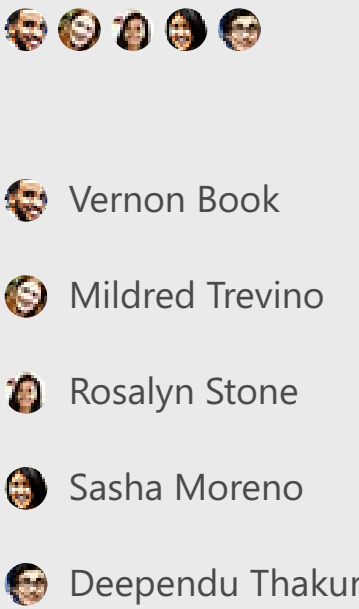 Vernon Book
Mildred Trevino
Rosalyn Stone
Sasha Moreno
Deependu Thakur